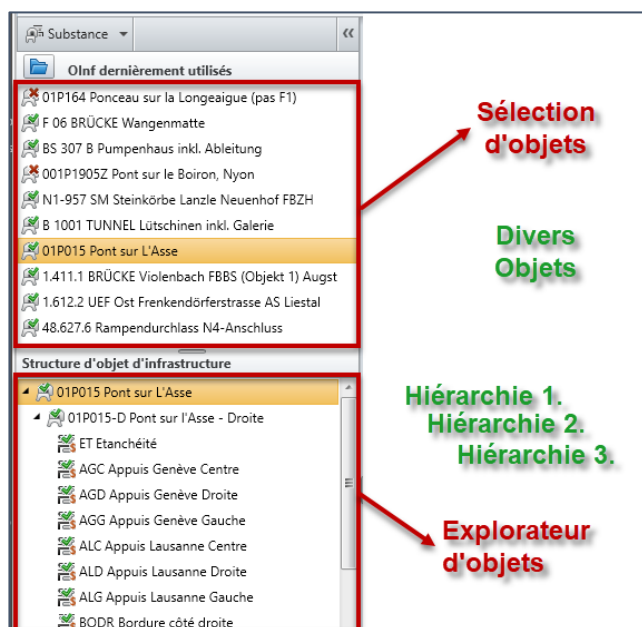 Substance
OInf dernièrement utilisés
01P164 Ponceau sur la Longeaigue (pas F1)
F 06 BRÜCKE Wangenmatte
BS 307 B Pumpenhaus inkl. Ableitung
001P1905Z Pont sur le Boiron, Nyon
N1-957 SM Steinkörbe Lanzle Neuenhof FBZH
B 1001 TUNNEL Lütschinen inkl. Galerie
01P015 Pont sur L'Asse
1.411.1 BRÜCKE Violenbach FBBS (Objekt 1) Augst
1.612.2 UEF Ost Frenkendörferstrasse AS Liestal
48.627.6 Rampendurchlass N4-Anschluss
Sélection
d'objets
Divers
Objets
Structure d'objet d'infrastructure
01P015 Pont sur L'Asse
01P015-D Pont sur l'Asse - Droite
ET Etanchéité
AGC Appuis Genève Centre
AGD Appuis Genève Droite
AGG Appuis Genève Gauche
ALC Appuis Lausanne Centre
ALD Appuis Lausanne Droite
ALG Appuis Lausanne Gauche
BODR Bordure côté droite
Hiérarchie 1.
Hiérarchie 2.
Hiérarchie 3.
Explorateur
d'objets